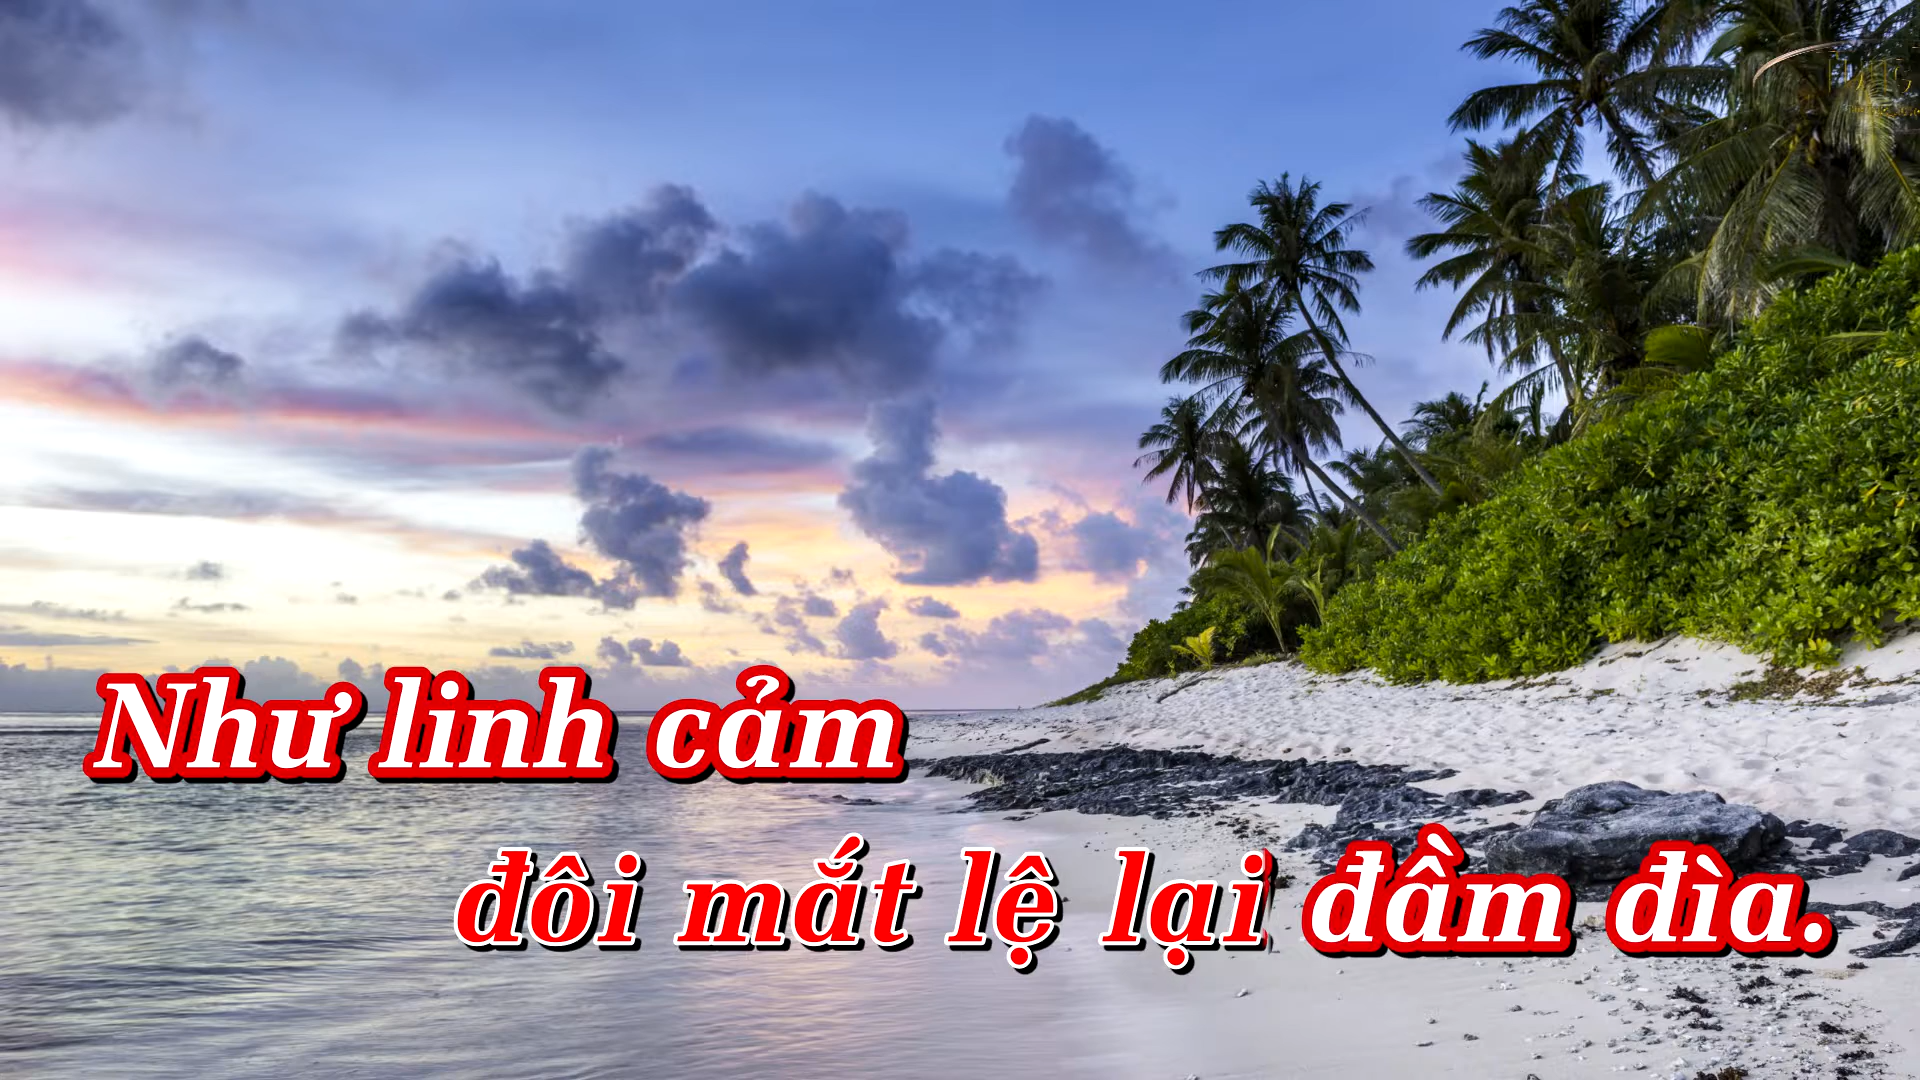 Như linh cảm
đôi mắt lệ lại đầm đìa.